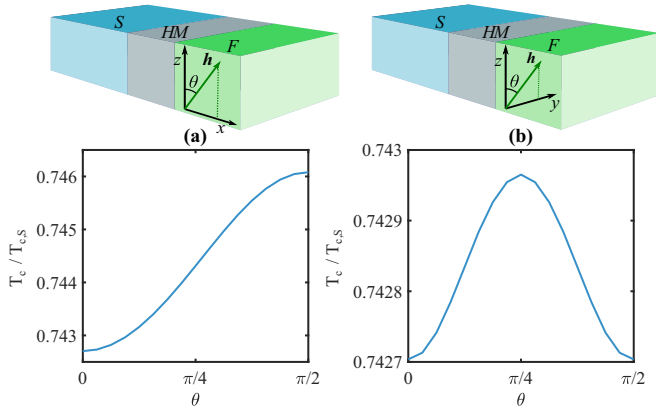 S
HM
F
z
h
θ
x
(a)
T_c / T_c,S
0.746
0.745
0.744
0.743
0
π/4
π/2
θ
S
HM
F
z
h
θ
y
(b)
T_c / T_c,S
0.743
0.7429
0.7428
0.7427
0
π/4
π/2
θ